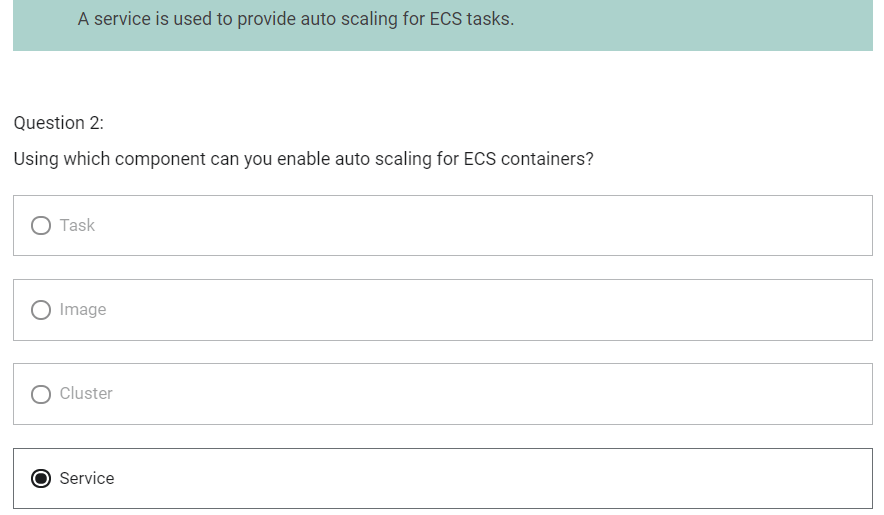 A service is used to provide auto scaling for ECS tasks.
Question 2:
Using which component can you enable auto scaling for ECS containers?
Task
Image
Cluster
Service